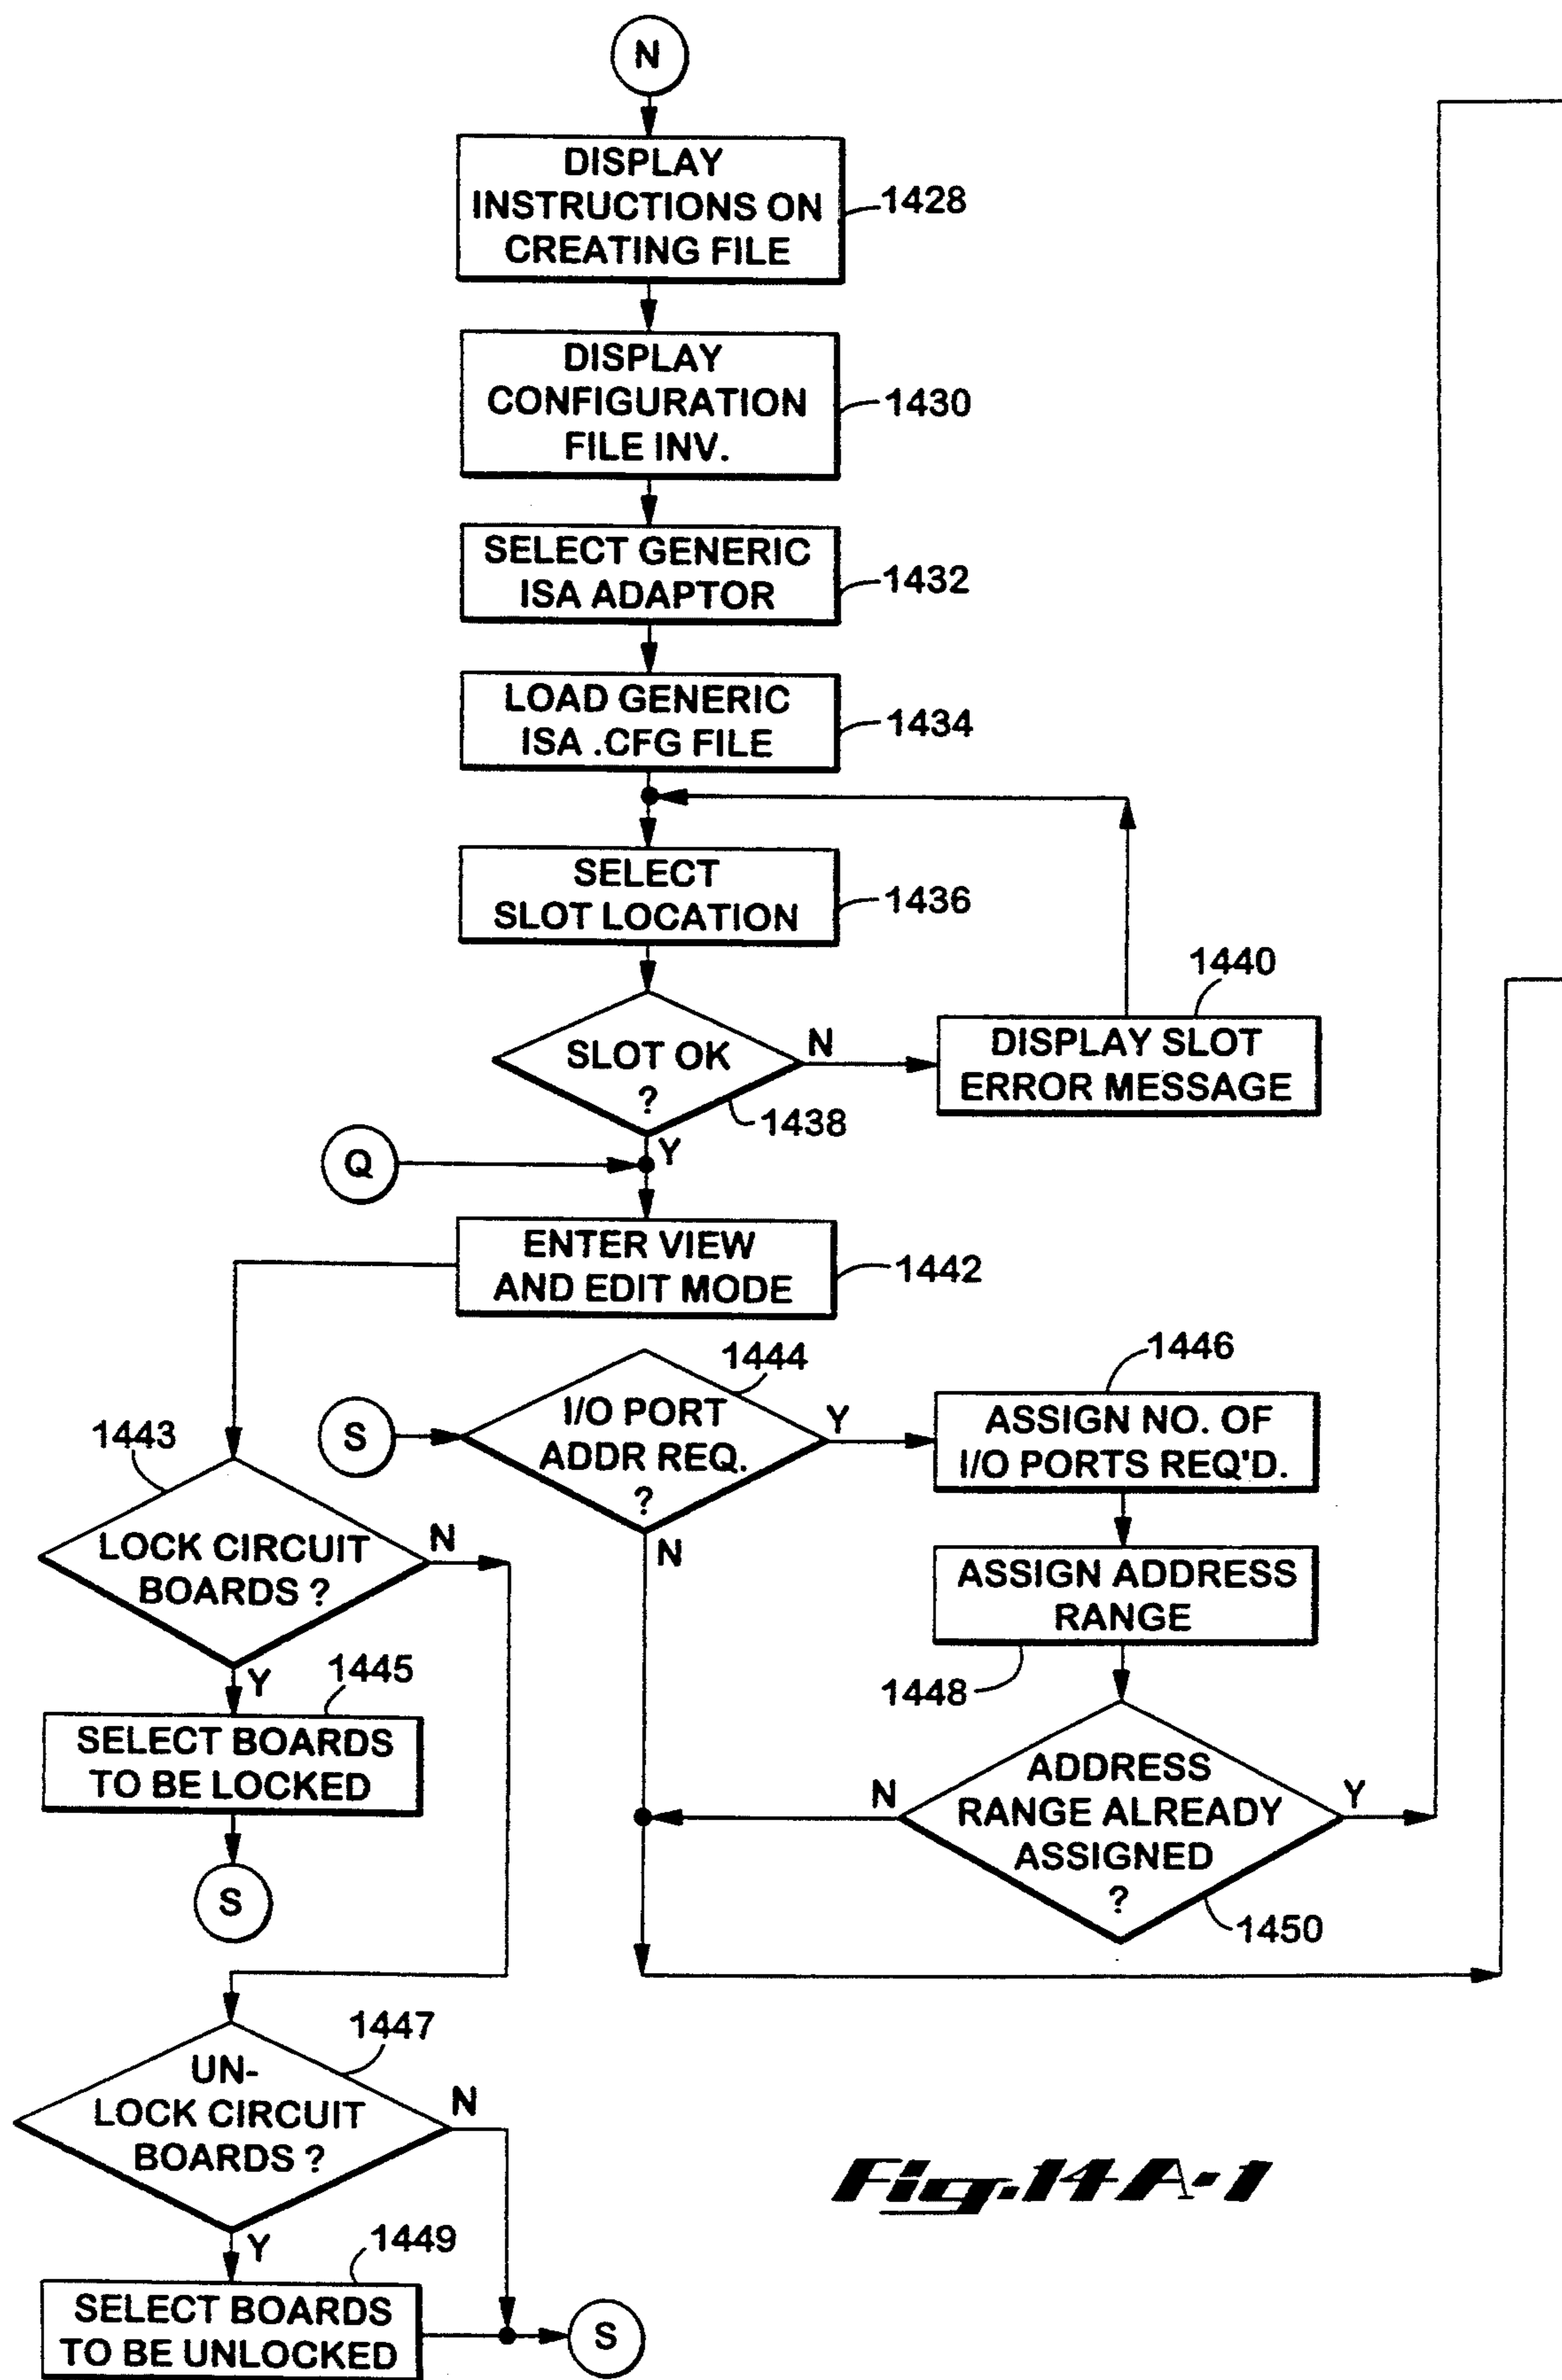 N
DISPLAY
INSTRUCTIONS ON
CREATING FILE
1428
DISPLAY
CONFIGURATION
FILE INV.
1430
SELECT GENERIC
ISA ADAPTOR
1432
LOAD GENERIC
ISA .CFG FILE
1434
SELECT
SLOT LOCATION
1436
1440
SLOT OK
?
N
1438
Y
DISPLAY SLOT
ERROR MESSAGE
Q
ENTER VIEW
AND EDIT MODE
1442
1443
LOCK CIRCUIT
BOARDS ?
N
Y
1445
SELECT BOARDS
TO BE LOCKED
S
S
1444
I/O PORT
ADDR REQ.
?
Y
N
1446
ASSIGN NO. OF
I/O PORTS REQ'D.
ASSIGN ADDRESS
RANGE
1448
ADDRESS
RANGE ALREADY
ASSIGNED
?
N
Y
1450
1447
UN-
LOCK CIRCUIT
BOARDS ?
N
Y
1449
SELECT BOARDS
TO BE UNLOCKED
S
Fig.14A-1